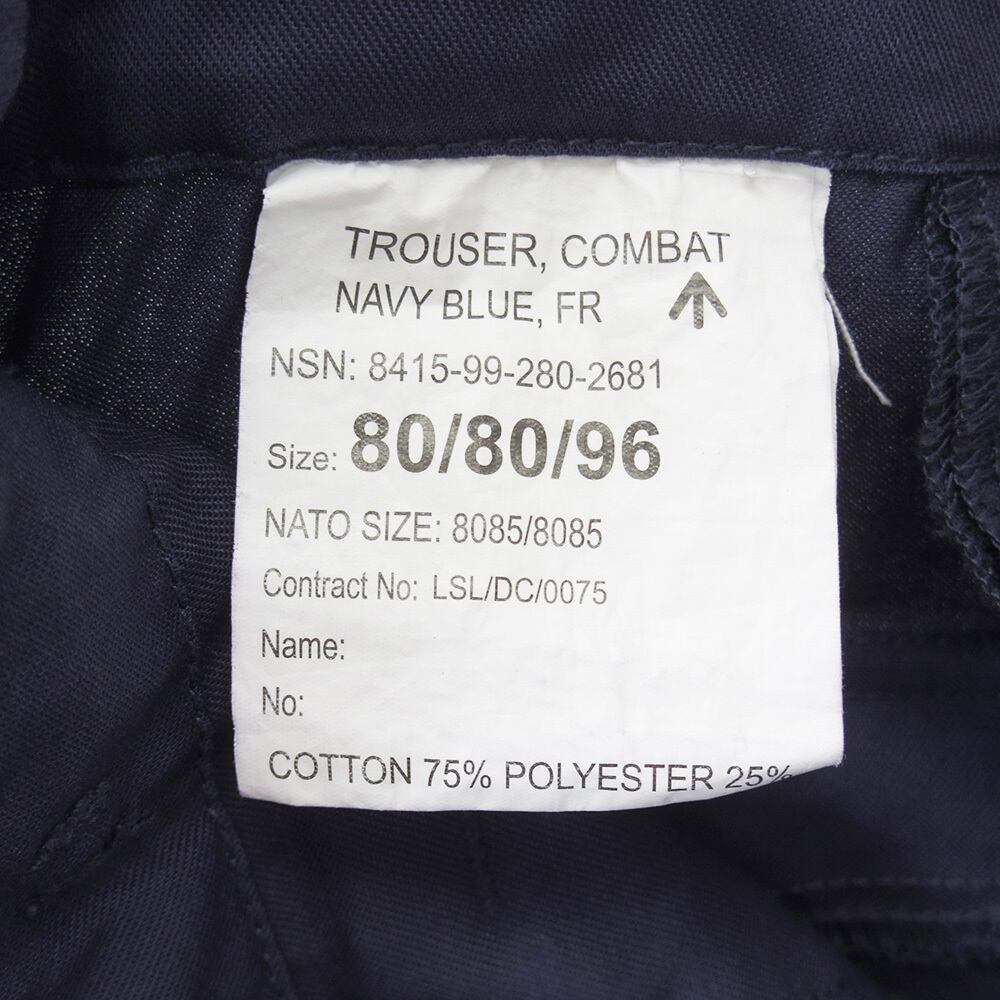 TROUSER, COMBAT
NAVY BLUE, FR
NSN: 8415-99-280-2681
Size: 80/80/96
NATO SIZE: 8085/8085
Contract No: LSL/DC/0075
Name:
No:
COTTON 75% POLYESTER 25%